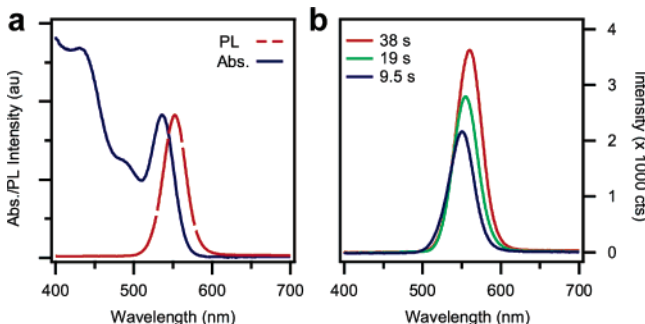 a
PL
Abs.
Abs./PL Intensity (au)
400
500
600
700
Wavelength (nm)
b
38 s
19 s
9.5 s
4
3
2
1
0
Intensity (x 1000 cts)
400
500
600
700
Wavelength (nm)